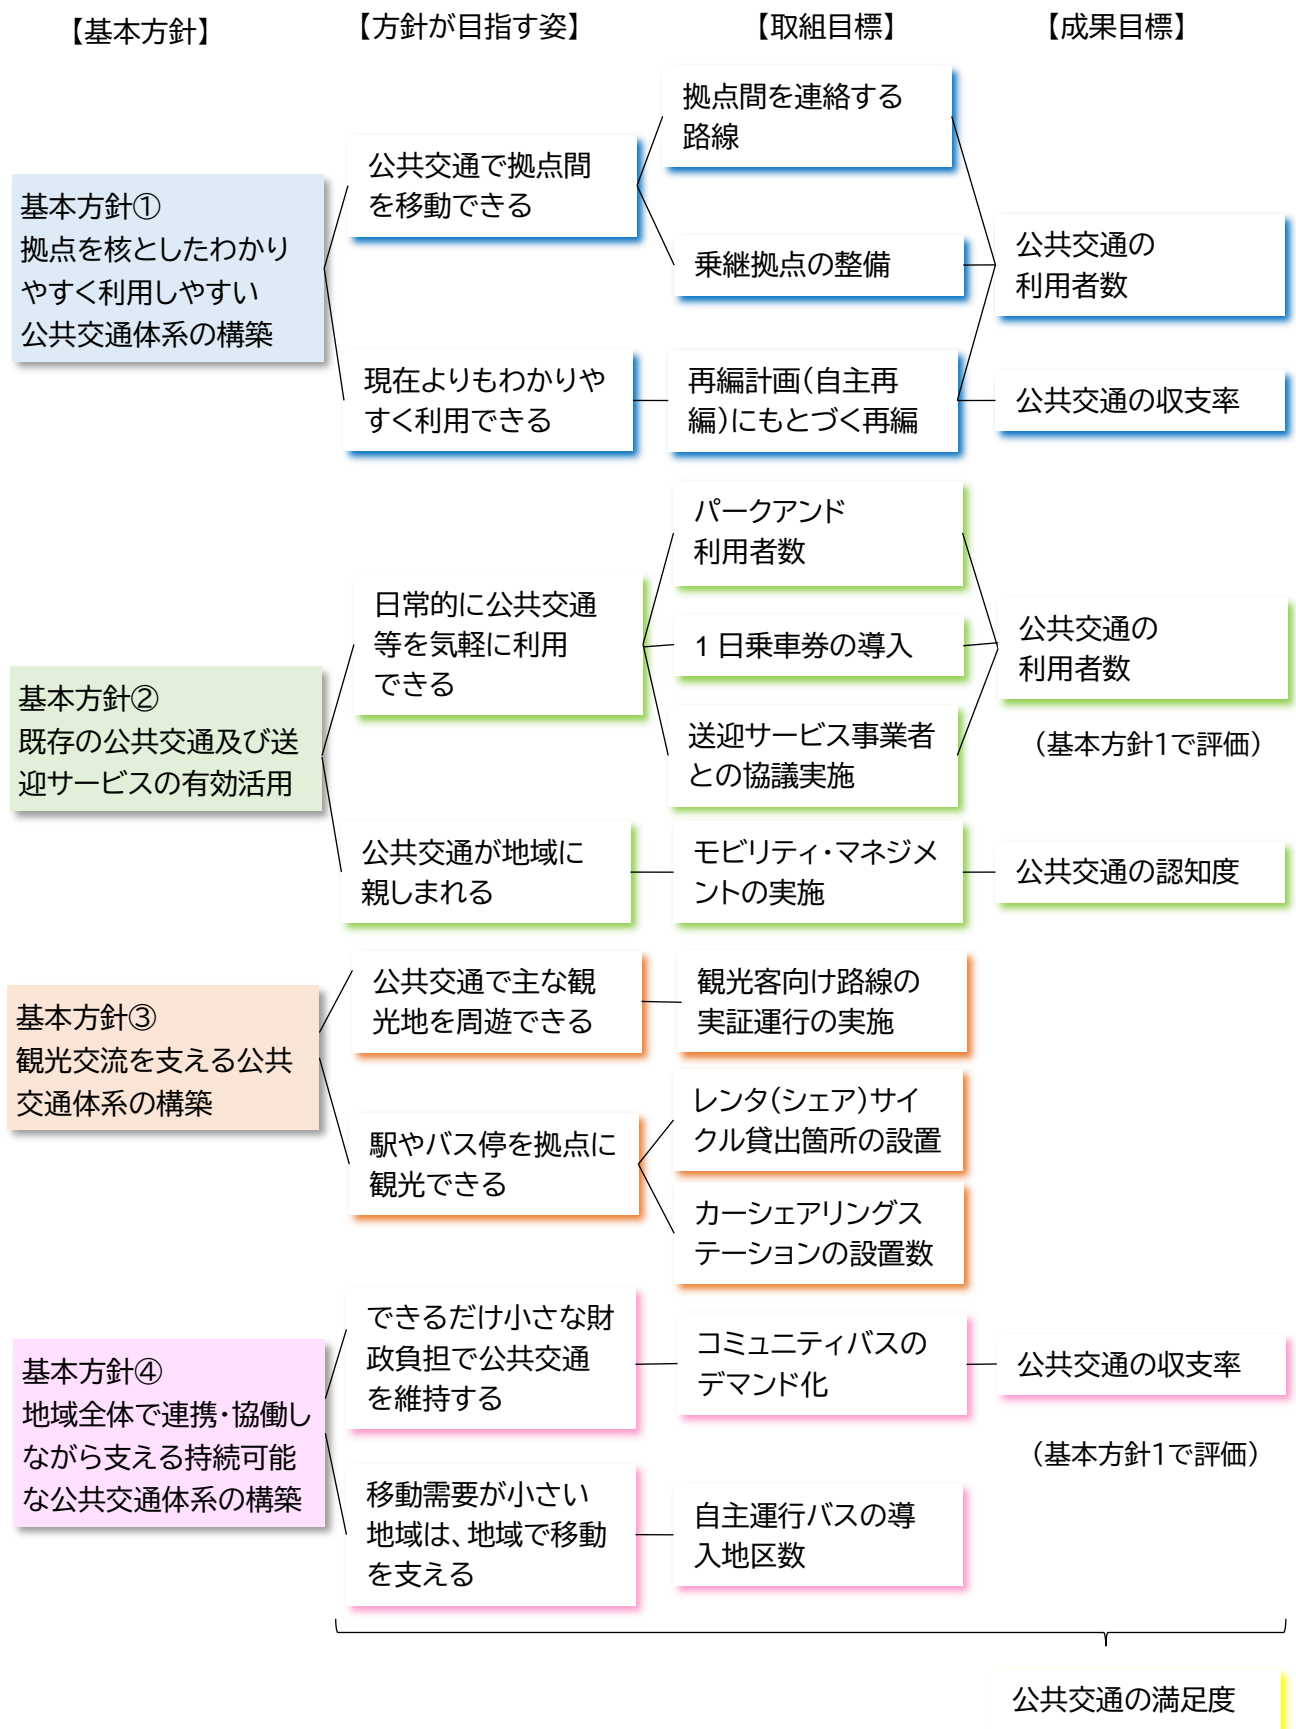 【基本方針】
【方針が目指す姿】
【取組目標】
【成果目標】
基本方針①
拠点を核としたわかり
やすく利用しやすい
公共交通体系の構築
公共交通で拠点間
を移動できる
拠点間を連絡する
路線
乗継拠点の整備
公共交通の
利用者数
現在よりもわかりや
すく利用できる
再編計画（自主再
編）にもとづく再編
公共交通の収支率
基本方針②
既存の公共交通及び送
迎サービスの有効活用
日常的に公共交通
等を気軽に利用
できる
パークアンド
利用者数
1日乗車券の導入
送迎サービス事業者
との協議実施
公共交通の
利用者数
（基本方針1で評価）
公共交通が地域に
親しまれる
モビリティ・マネジメ
ントの実施
公共交通の認知度
基本方針③
観光交流を支える公共
交通体系の構築
公共交通で主な観
光地を周遊できる
観光客向け路線の
実証運行の実施
駅やバス停を拠点に
観光できる
レンタ（シェア）サイ
クル貸出箇所の設置
カーシェアリングス
テーションの設置数
基本方針④
地域全体で連携・協働し
ながら支える持続可能
な公共交通体系の構築
できるだけ小さな財
政負担で公共交通
を維持する
コミュニティバスの
デマンド化
公共交通の収支率
（基本方針1で評価）
移動需要が小さい
地域は、地域で移動
を支える
自主運行バスの導
入地区数
公共交通の満足度